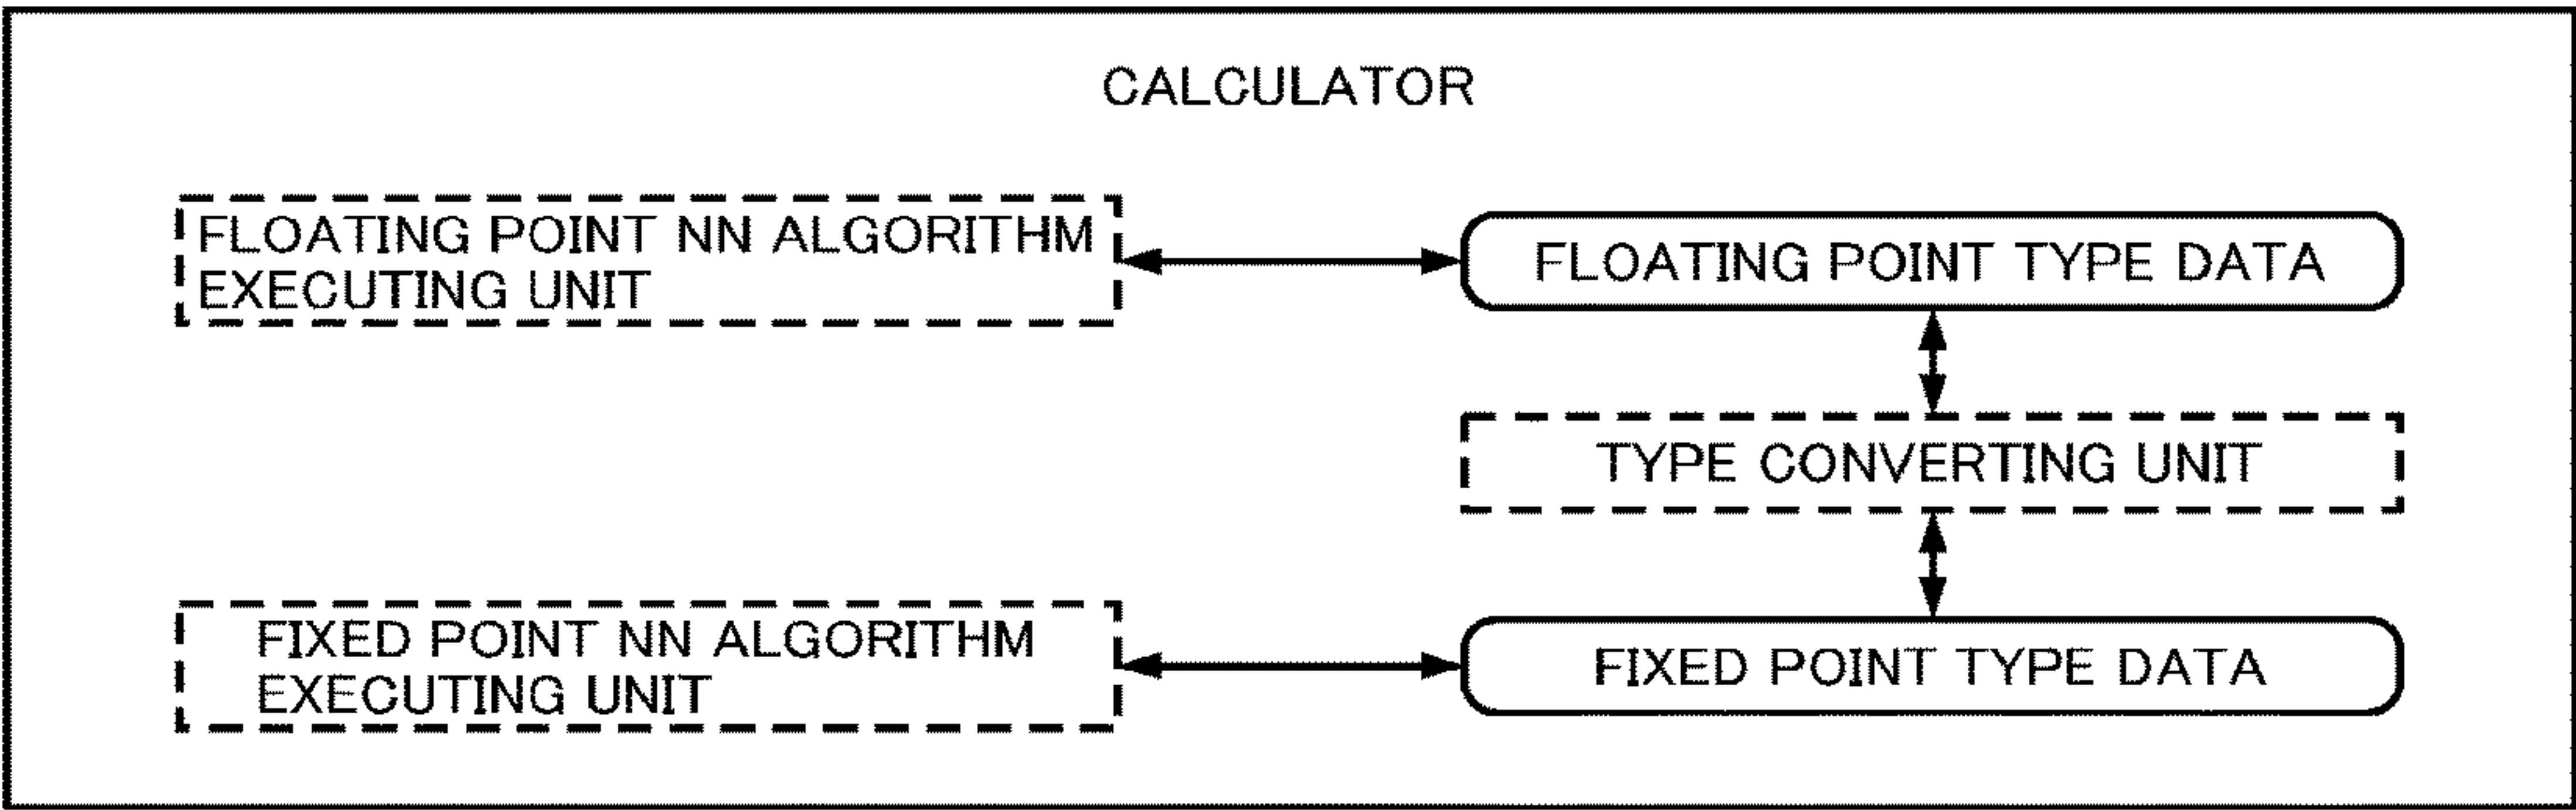 CALCULATOR
FLOATING POINT NN ALGORITHM
EXECUTING UNIT
FLOATING POINT TYPE DATA
TYPE CONVERTING UNIT
FIXED POINT NN ALGORITHM
EXECUTING UNIT
FIXED POINT TYPE DATA